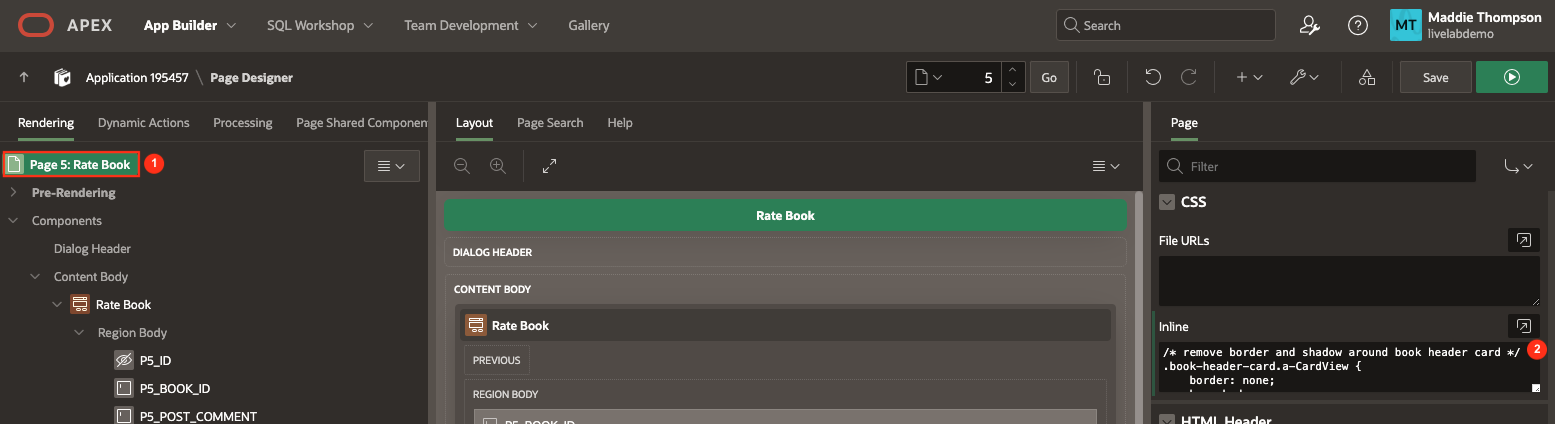 APEX App Builder SQL Workshop Team Development Gallery Search MT Maddie Thompson
livelabdemo
Application 195457 \ Page Designer 5 Go Save
Rendering Dynamic Actions Processing Page Shared Componen
Layout Page Search Help
Page
Page 5: Rate Book 1
Pre-Rendering
Components
Dialog Header
Content Body
Rate Book
Region Body
P5_ID
P5_BOOK_ID
P5_POST_COMMENT
Rate Book
DIALOG HEADER
CONTENT BODY
Rate Book
PREVIOUS
REGION BODY
P5_BOOK_ID
Filter
CSS
File URLs
Inline
/* remove border and shadow around book header card */ 2
.book-header-card.a-CardView {
border: none;
HTML Header